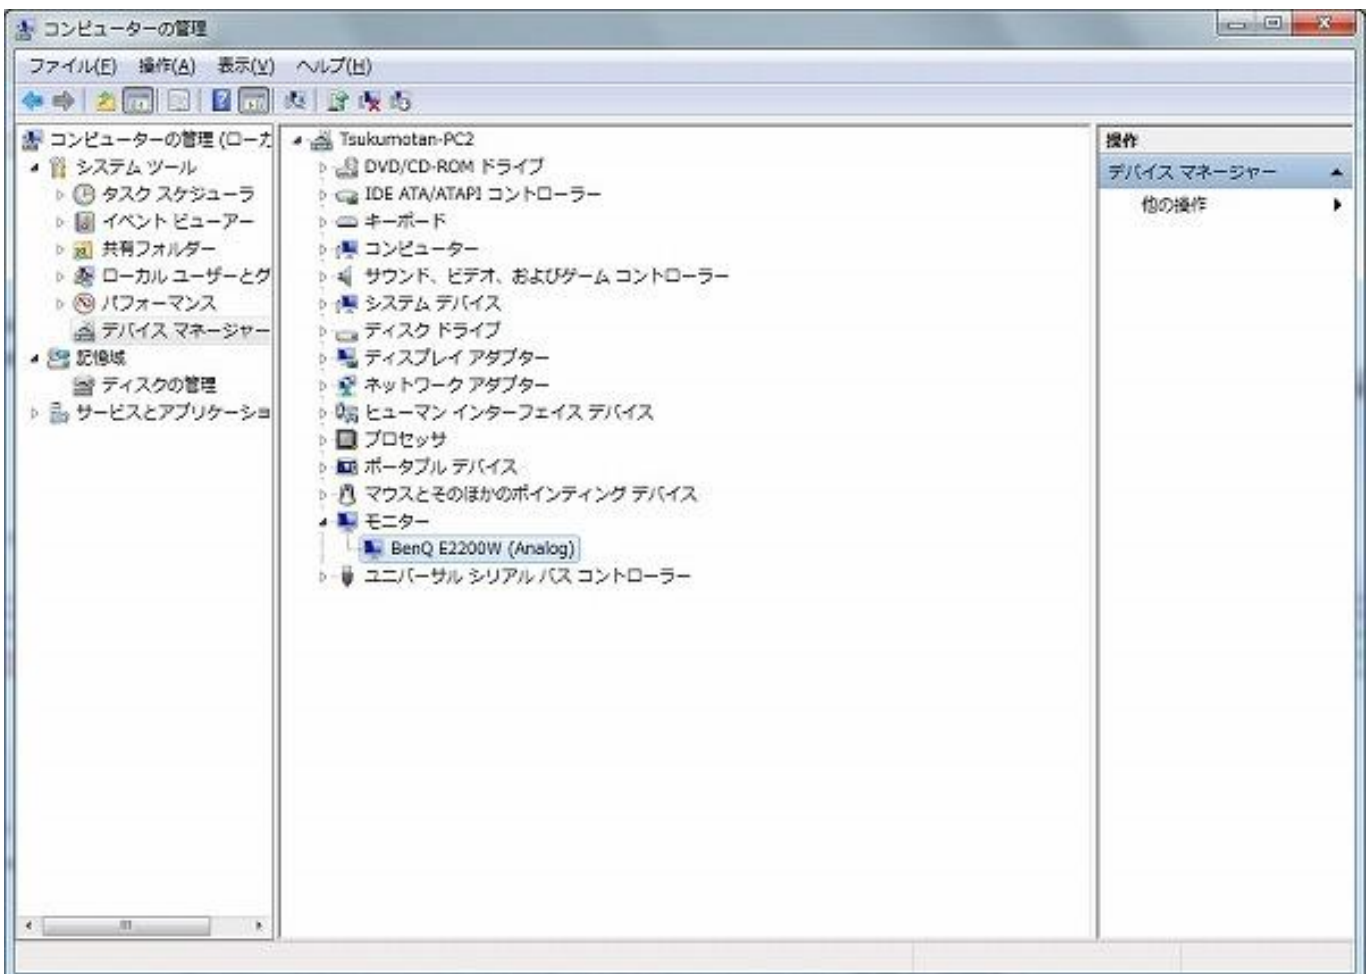 コンピューターの管理
ファイル(F) 操作(A) 表示(V) ヘルプ(H)
コンピューターの管理 (ローカ
システム ツール
タスク スケジューラ
イベント ビューアー
共有フォルダー
ローカル ユーザーとグ
パフォーマンス
デバイス マネージャー
記憶域
ディスクの管理
サービスとアプリケーショ
Tsukumotan-PC2
DVD/CD-ROM ドライブ
IDE ATA/ATAPI コントローラー
キーボード
コンピューター
サウンド、ビデオ、およびゲーム コントローラー
システム デバイス
ディスク ドライブ
ディスプレイ アダプター
ネットワーク アダプター
ヒューマン インターフェイス デバイス
プロセッサ
ポータブル デバイス
マウスとそのほかのポインティング デバイス
モニター
BenQ E2200W (Analog)
ユニバーサル シリアル バス コントローラー
操作
デバイス マネージャー
他の操作